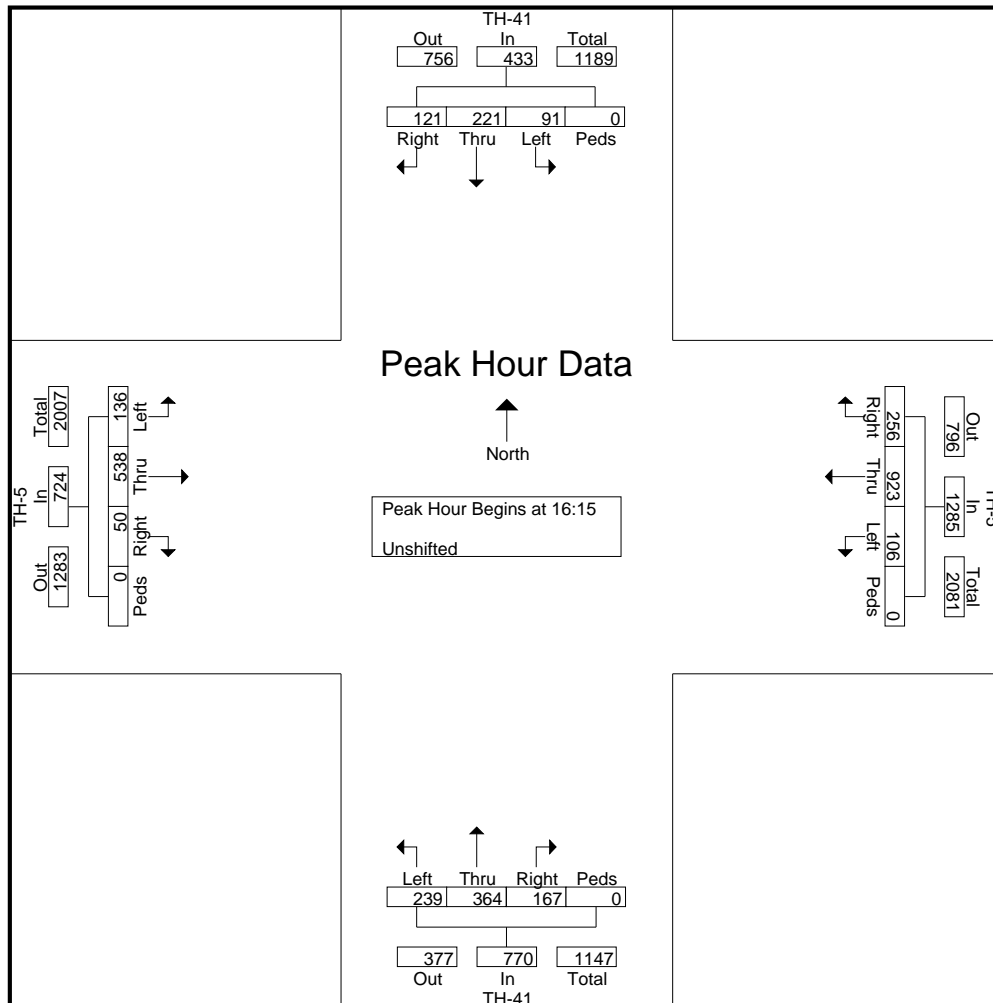 TH-41
Out In Total
756 433 1189
121 221 91 0
Right Thru Left Peds
Peak Hour Data
North
Peak Hour Begins at 16:15
Unshifted
TH-5
Out In Total
1283 724 2007
136 538 50 0
Left Thru Right Peds
Right Thru Left Peds
256 923 106 0
Out In Total
796 1285 2081
TH-5
Left Thru Right Peds
239 364 167 0
377 770 1147
Out In Total
TH-41